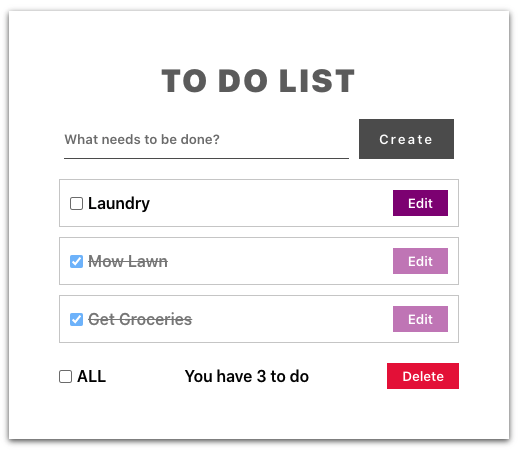 TO DO LIST
What needs to be done? Create
Laundry Edit
Mow Lawn Edit
Get Groceries Edit
ALL You have 3 to do Delete